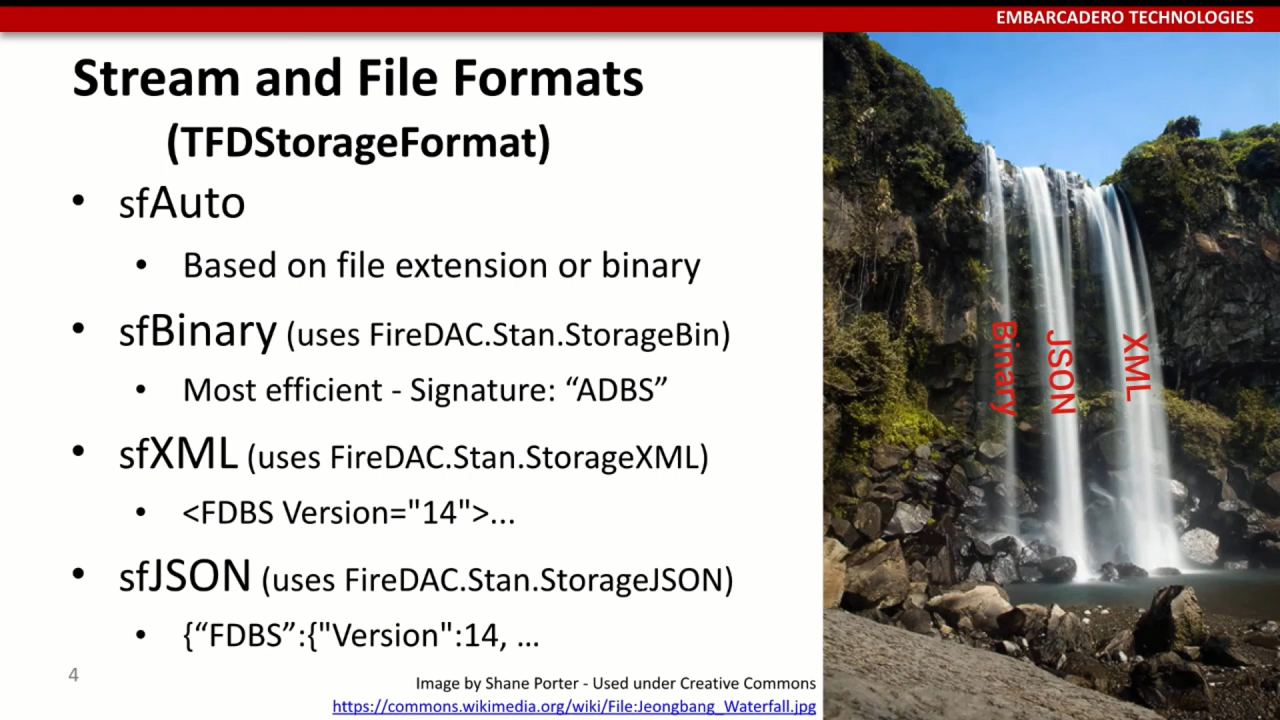 EMBARCADERO TECHNOLOGIES
Stream and File Formats
(TFDStorageFormat)
• sfAuto
• Based on file extension or binary
• sfBinary (uses FireDAC.Stan.StorageBin)
• Most efficient - Signature: “ADBS”
• sfXML (uses FireDAC.Stan.StorageXML)
• <FDBS Version="14">...
• sfJSON (uses FireDAC.Stan.StorageJSON)
• {“FDBS”:{"Version":14, ...
4
Image by Shane Porter - Used under Creative Commons
https://commons.wikimedia.org/wiki/File:Jeongbang_Waterfall.jpg
Binary
JSON
XML